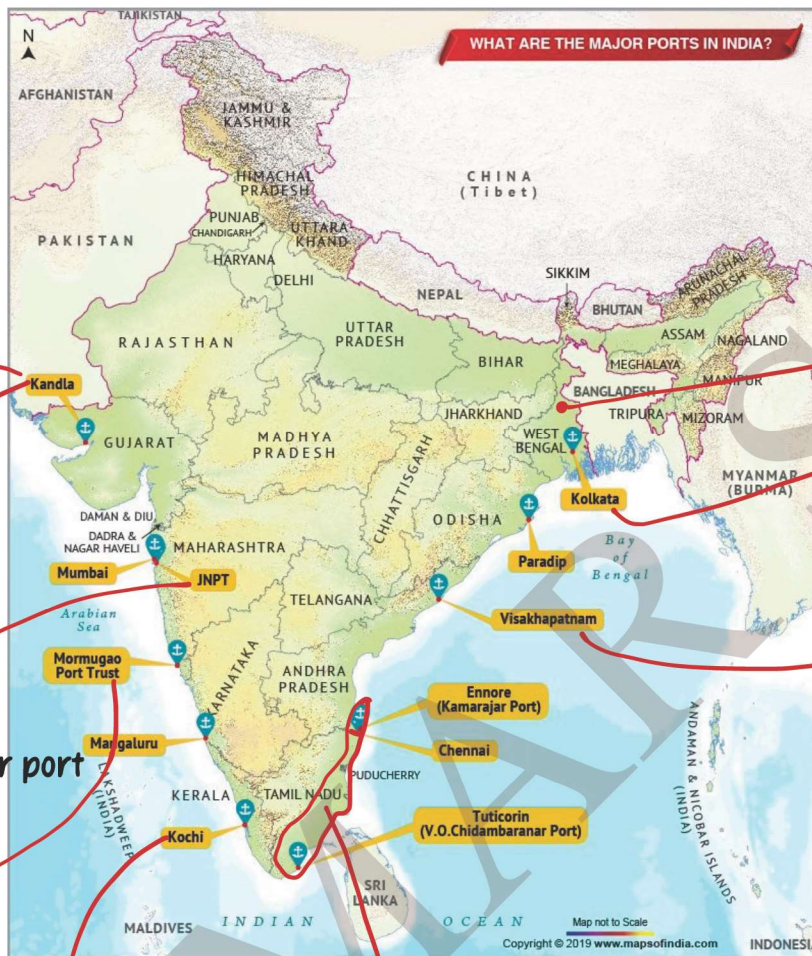 TAJIKISTAN
N
WHAT ARE THE MAJOR PORTS IN INDIA?
AFGHANISTAN
JAMMU &
KASHMIR
CHINA
(Tibet)
HIMACHAL
PRADESH
PUNJAB
CHANDIGARH
UTTARA
KHAND
PAKISTAN
HARYANA
DELHI
SIKKIM
ARUNACHAL
PRADESH
NEPAL
BHUTAN
RAJASTHAN
UTTAR
PRADESH
ASSAM
NAGALAND
BIHAR
MEGHALAYA
Kandla
BANGLADESH
MANIPUR
JHARKHAND
TRIPURA
MIZORAM
GUJARAT
MADHYA
PRADESH
WEST
BENGAL
CHHATTISGARH
MYANMAR
(BURMA)
Kolkata
DAMAN & DIU
ODISHA
DADRA &
NAGAR HAVELI
MAHARASHTRA
Paradip
Bay
of
Bengal
Mumbai
JNPT
TELANGANA
Visakhapatnam
Arabian
Sea
Mormugao
Port Trust
KARNATAKA
ANDHRA
PRADESH
Ennore
(Kamarajar Port)
Mangaluru
Chennai
r port
PUDUCHERRY
LAKSHADWEEP
(INDIA)
ANDAMAN & NICOBAR ISLANDS
(INDIA)
KERALA
TAMIL NADU
Kochi
Tuticorin
(V.O.Chidambaranar Port)
SRI
LANKA
MALDIVES
INDIAN OCEAN
Map not to Scale
Copyright © 2019 www.mapsofindia.com
INDONES